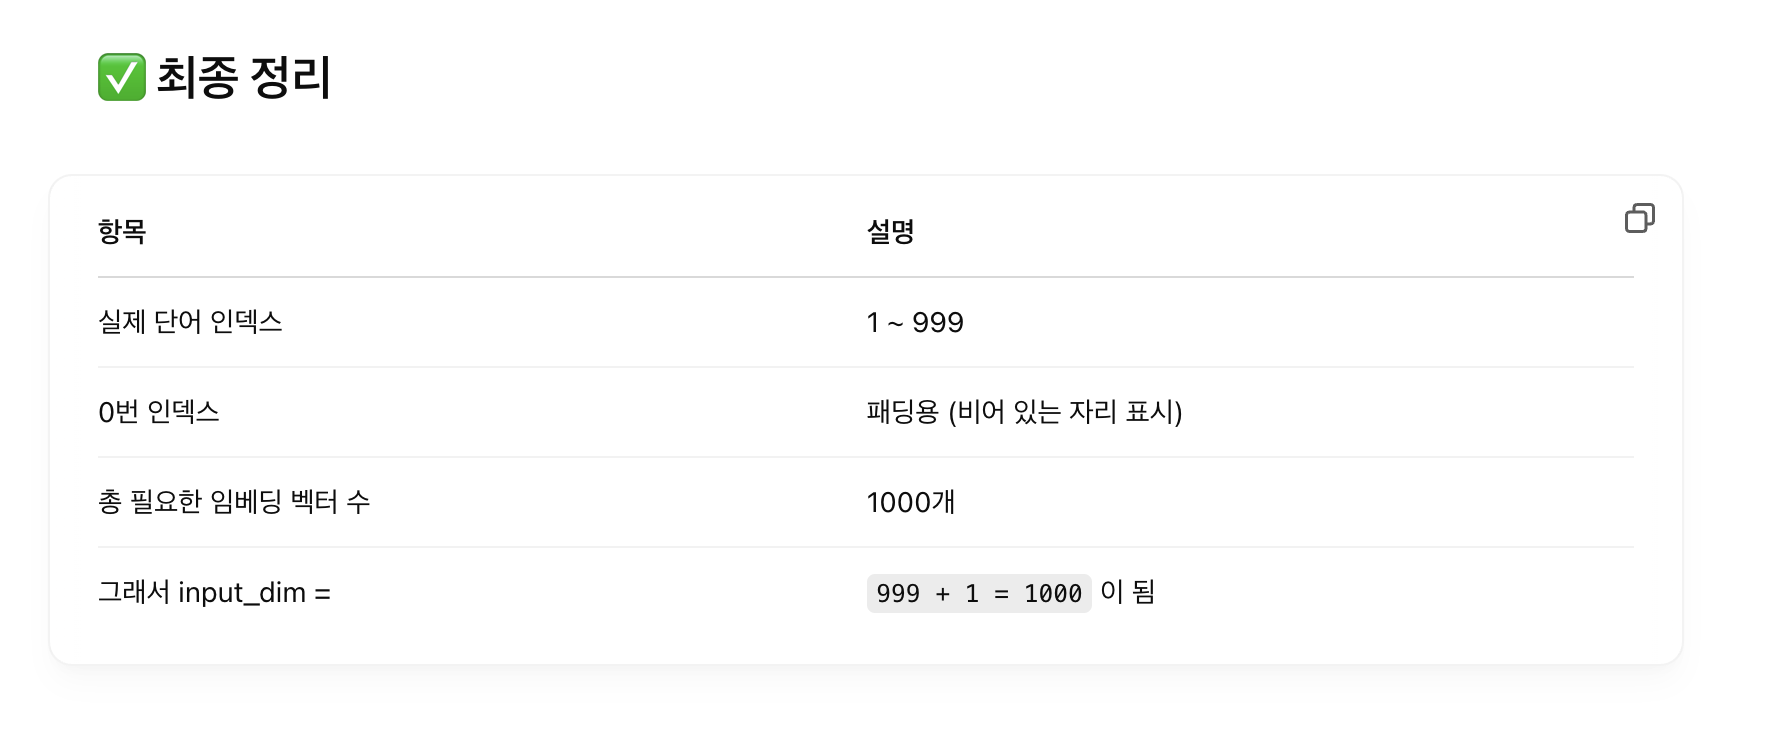 ✅ 최종 정리
항목 설명
실제 단어 인덱스 1 ~ 999
0번 인덱스 패딩용 (비어 있는 자리 표시)
총 필요한 임베딩 벡터 수 1000개
그래서 input_dim = 999 + 1 = 1000 이 됨